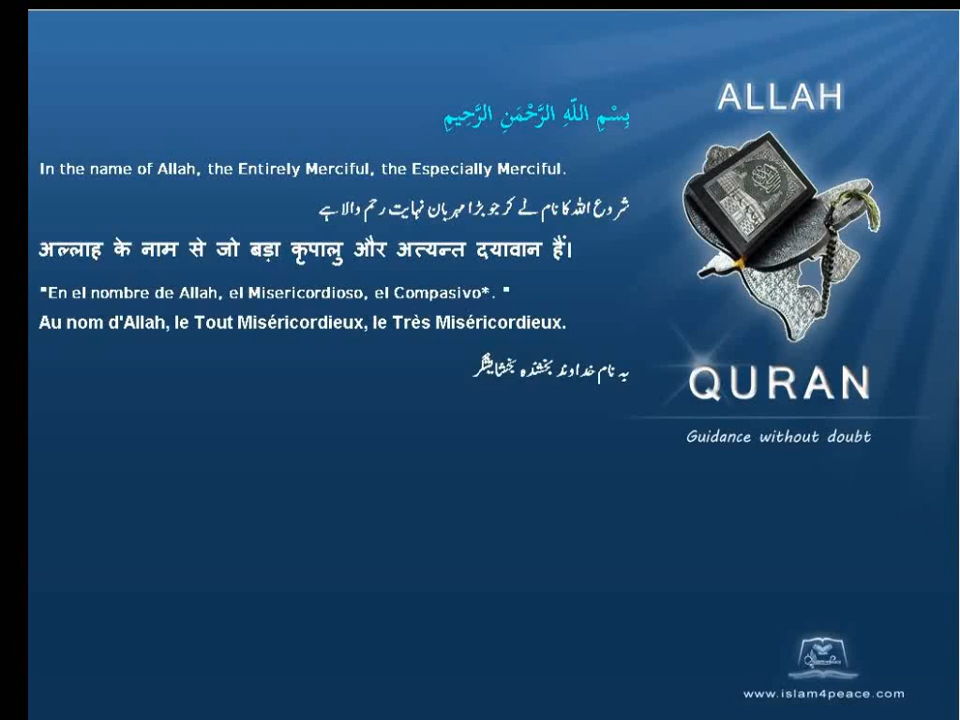 بِسْمِ اللَّهِ الرَّحْمَنِ الرَّحِيمِ
In the name of Allah, the Entirely Merciful, the Especially Merciful.
شروع الله کا نام لے کر جو بڑا مہربان نہایت رحم والا ہے
अल्लाह के नाम से जो बड़ा कृपालु और अत्यन्त दयावान हैं।
"En el nombre de Allah, el Misericordioso, el Compasivo*. "
Au nom d'Allah, le Tout Miséricordieux, le Très Miséricordieux.
به نام خداوند بخشنده بخشایشگر
ALLAH
QURAN
Guidance without doubt
www.islam4peace.com